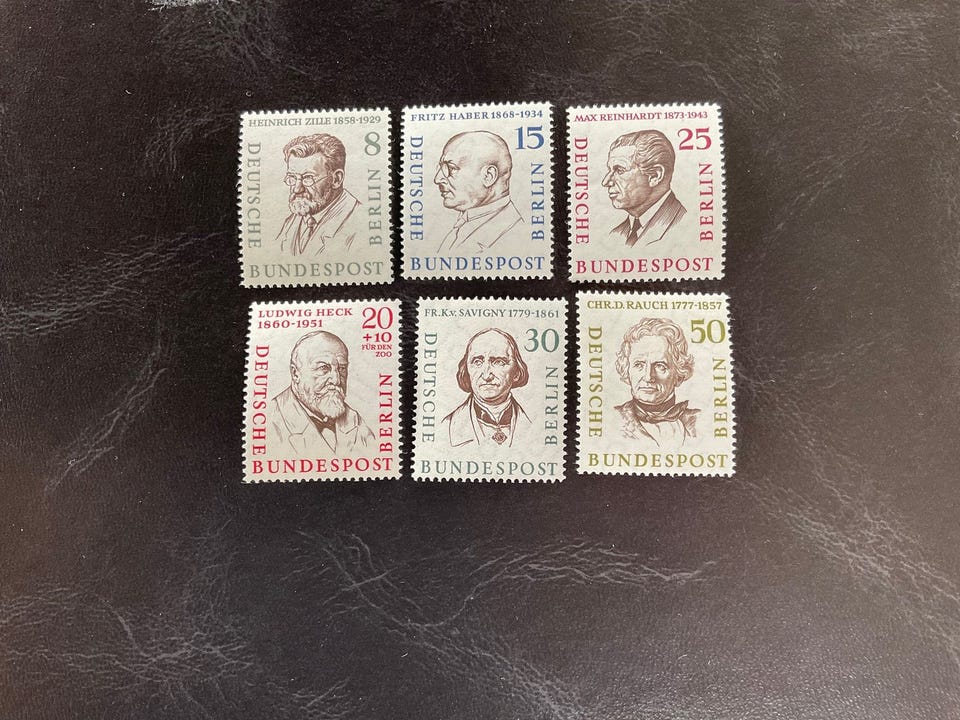 HEINRICH ZILLE 1858-1929
8
DEUTSCHE
BERLIN
BUNDESPOST
FRITZ HABER 1868-1934
15
DEUTSCHE
BERLIN
BUNDESPOST
MAX REINHARDT 1873-1943
25
DEUTSCHE
BERLIN
BUNDESPOST
LUDWIG HECK
1860-1951
20
+10
FÜR DEN
ZOO
DEUTSCHE
BERLIN
BUNDESPOST
FR.K.v. SAVIGNY 1779-1861
30
DEUTSCHE
BERLIN
BUNDESPOST
CHR.D. RAUCH 1777-1857
50
DEUTSCHE
BERLIN
BUNDESPOST